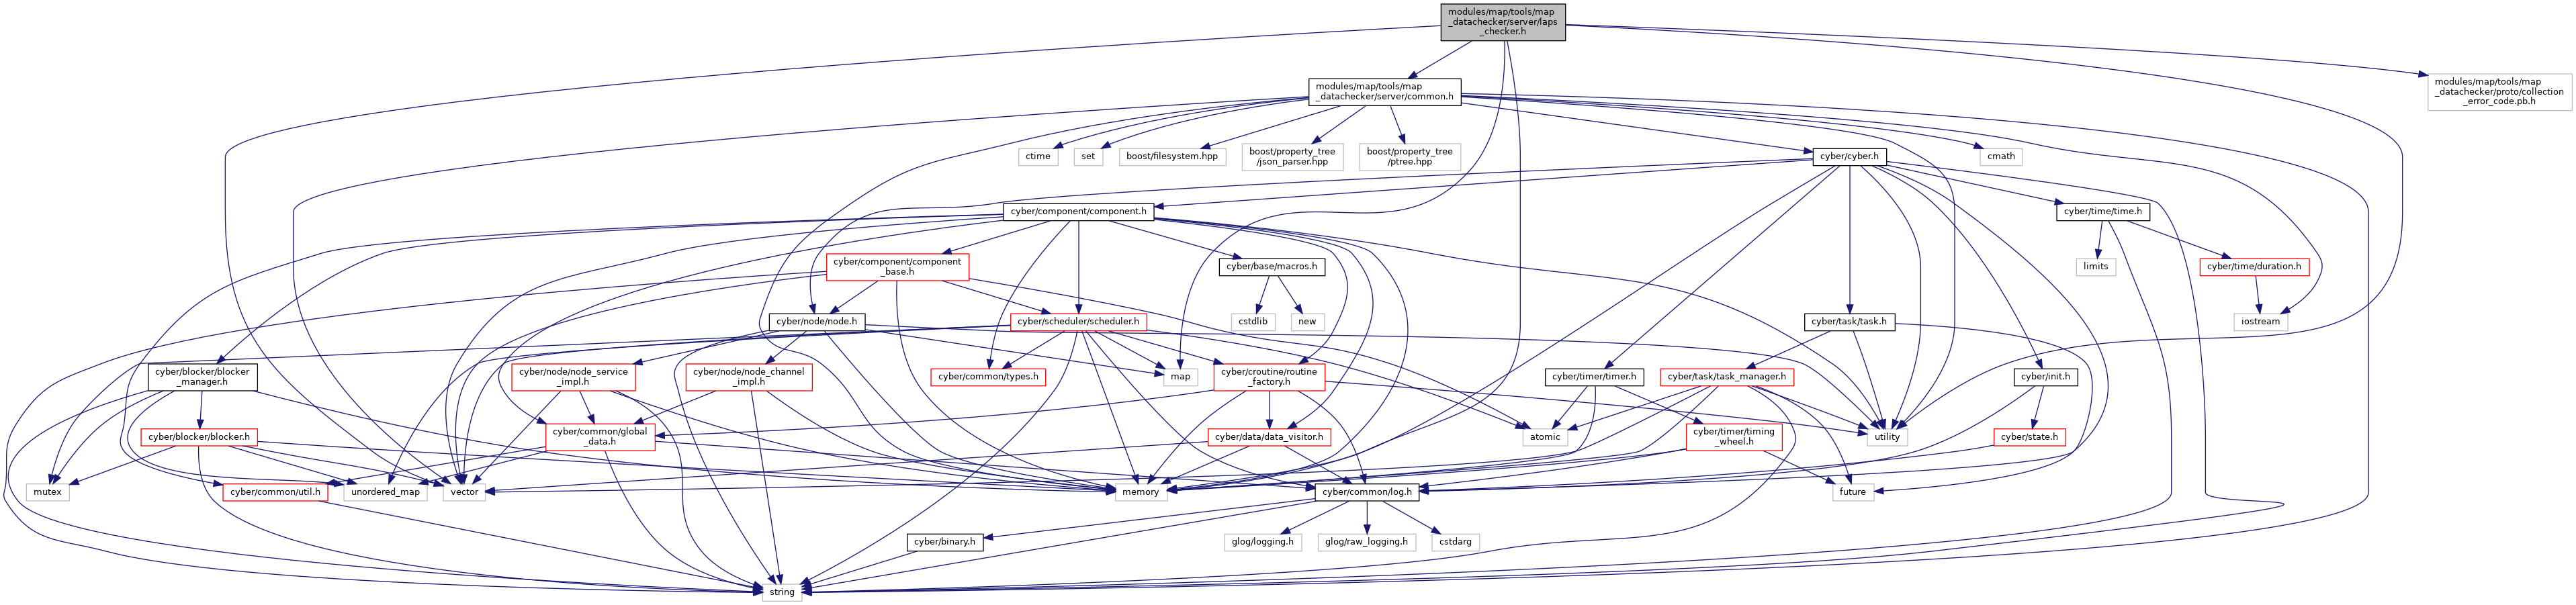 modules/map/tools/map
_datachecker/server/laps
_checker.h
modules/map/tools/map
_datachecker/server/common.h
modules/map/tools/map
_datachecker/proto/collection
_error_code.pb.h
ctime
set
boost/filesystem.hpp
boost/property_tree
/json_parser.hpp
boost/property_tree
/ptree.hpp
cyber/cyber.h
cmath
cyber/component/component.h
cyber/time/time.h
cyber/component/component
_base.h
cyber/base/macros.h
limits
cyber/time/duration.h
cyber/node/node.h
cyber/scheduler/scheduler.h
cstdlib
new
cyber/task/task.h
iostream
cyber/blocker/blocker
_manager.h
cyber/node/node_service
_impl.h
cyber/node/node_channel
_impl.h
cyber/common/types.h
map
cyber/croutine/routine
_factory.h
cyber/timer/timer.h
cyber/task/task_manager.h
cyber/init.h
cyber/blocker/blocker.h
cyber/common/global
_data.h
cyber/data/data_visitor.h
atomic
cyber/timer/timing
_wheel.h
utility
cyber/state.h
mutex
cyber/common/util.h
unordered_map
vector
memory
cyber/common/log.h
future
cyber/binary.h
glog/logging.h
glog/raw_logging.h
cstdarg
string